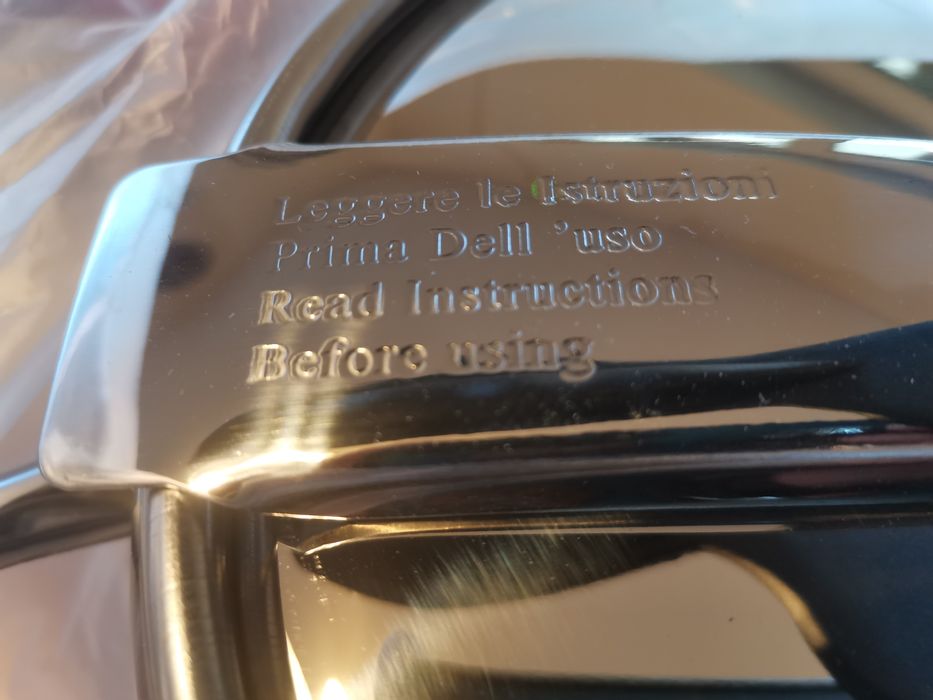 Leggere le Istruzioni
Prima Dell 'uso
Read Instructions
Before using